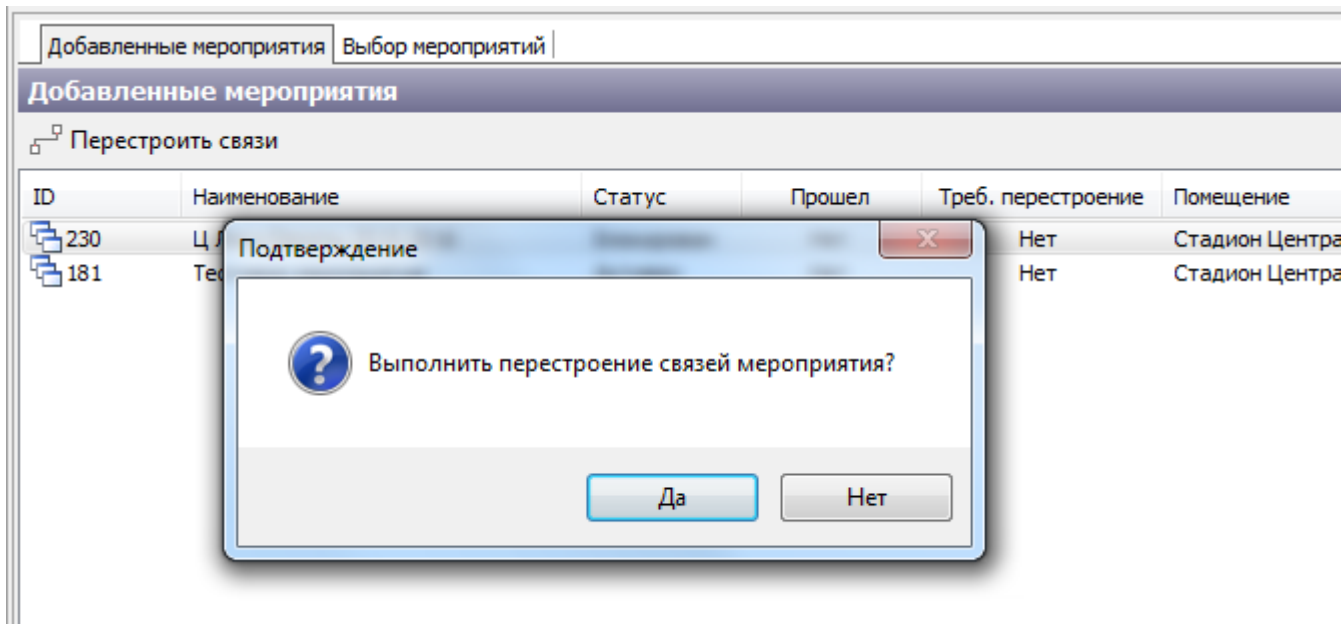 Добавленные мероприятия Выбор мероприятий
Добавленные мероприятия
Перестроить связи
ID Наименование Статус Прошел Треб. перестроение Помещение
230 Нет Стадион Центра
181 Нет Стадион Центра
Подтверждение
Выполнить перестроение связей мероприятия?
Да Нет